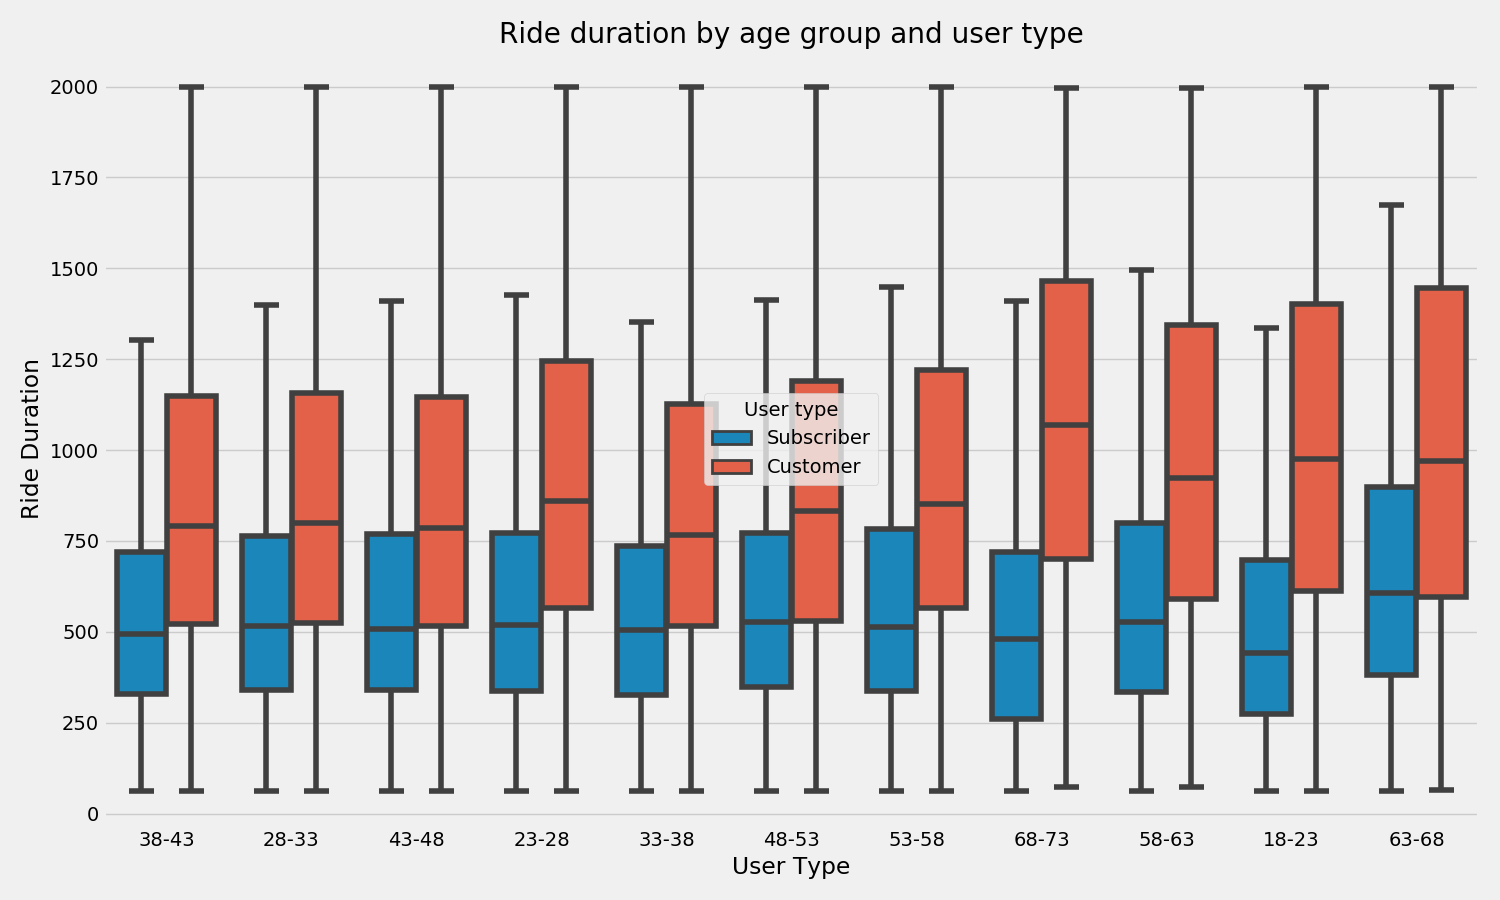 Ride duration by age group and user type
Ride Duration
2000
1750
1500
1250
1000
750
500
250
0
User type
Subscriber
Customer
38-43 28-33 43-48 23-28 33-38 48-53 53-58 68-73 58-63 18-23 63-68
User Type